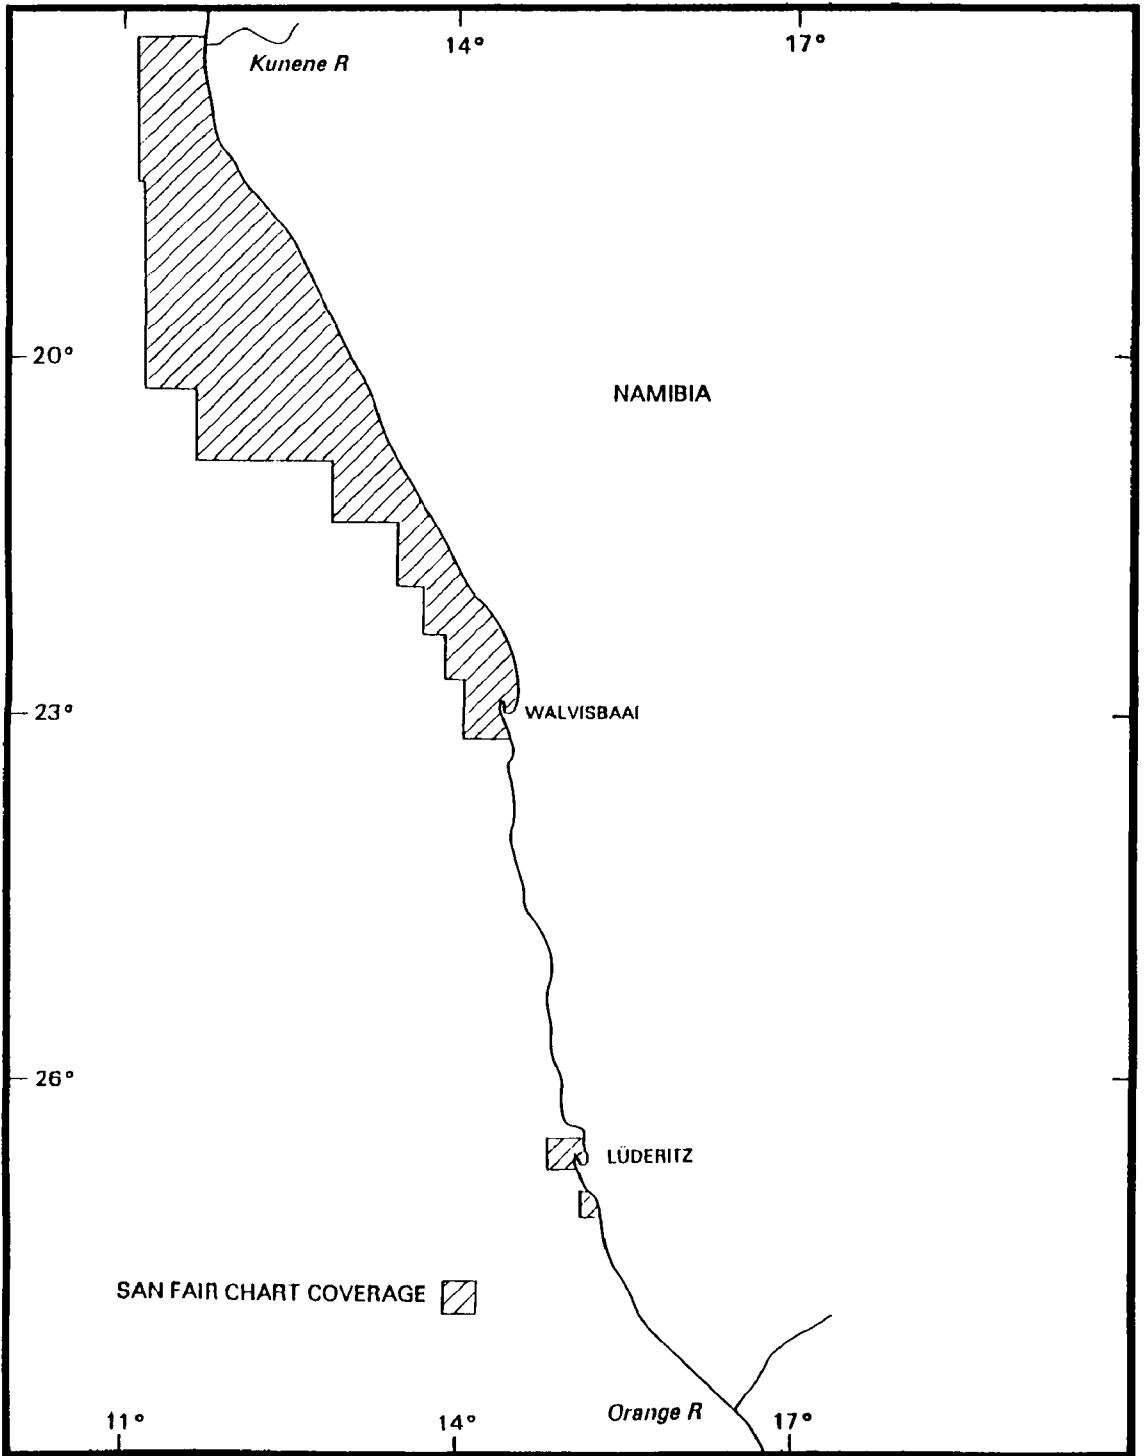 14°
17°
Kunene R
20°
NAMIBIA
23°
WALVISBAAI
26°
LÜDERITZ
SAN FAIR CHART COVERAGE
Orange R
11°
14°
17°